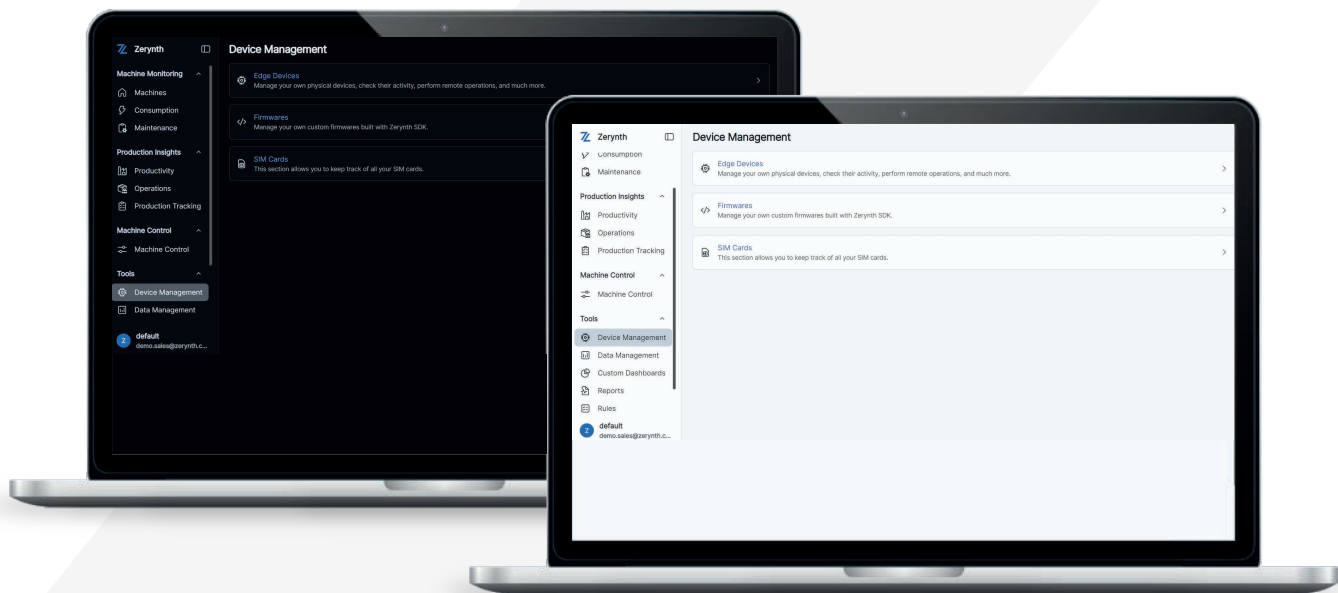 Zerynth
Machine Monitoring
Machines
Consumption
Maintenance
Production Insights
Productivity
Operations
Production Tracking
Machine Control
Machine Control
Tools
Device Management
Data Management
Z
default
demo.sales@zerynth.c...
Device Management
Edge Devices
Manage your own physical devices, check their activity, perform remote operations, and much more.
Firmwares
Manage your own custom firmwares built with Zerynth SDK.
SIM Cards
This section allows you to keep track of all your SIM cards.
Zerynth
Consumption
Maintenance
Production Insights
Productivity
Operations
Production Tracking
Machine Control
Machine Control
Tools
Device Management
Data Management
Custom Dashboards
Reports
Rules
Z
default
demo.sales@zerynth.c...
Device Management
Edge Devices
Manage your own physical devices, check their activity, perform remote operations, and much more.
Firmwares
Manage your own custom firmwares built with Zerynth SDK.
SIM Cards
This section allows you to keep track of all your SIM cards.